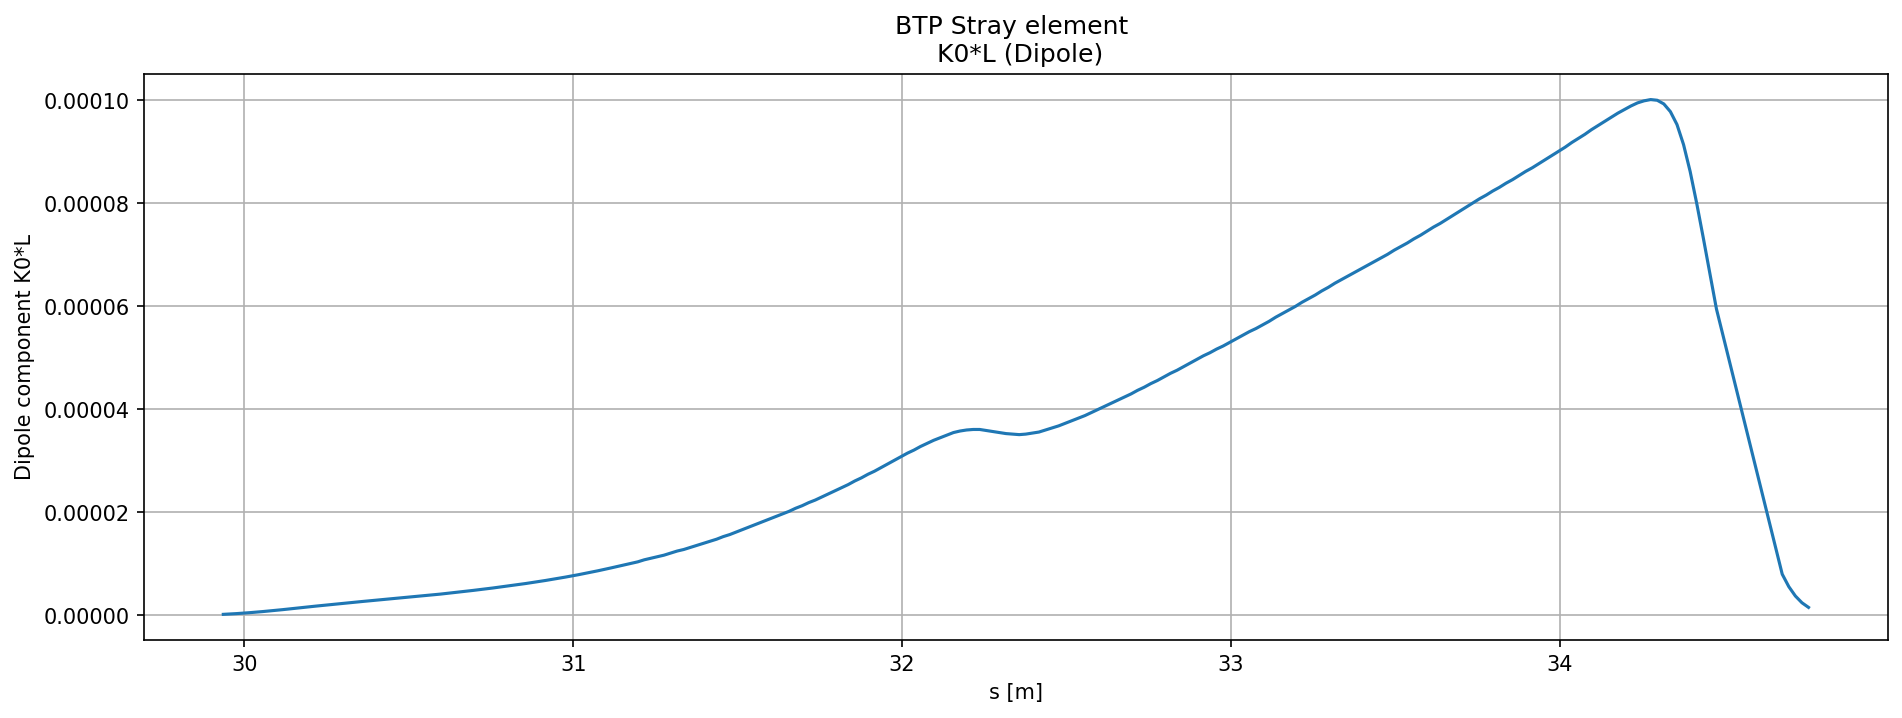 BTP Stray element
K0*L (Dipole)
Dipole component K0*L
0.00010
0.00008
0.00006
0.00004
0.00002
0.00000
30
31
32
33
34
s [m]